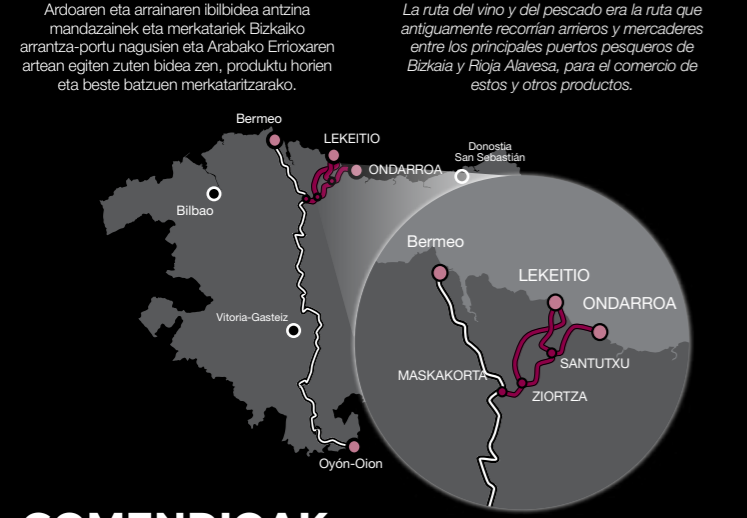 Ardoaren eta arrainaren ibilbidea antzina
mandazainek eta merkatariek Bizkaiko
arrantza-portu nagusien eta Arabako Errioxaren
artean egiten zuten bidea zen, produktu horien
eta beste batzuen merkataritzarako.
La ruta del vino y del pescado era la ruta que
antiguamente recorrían arrieros y mercaderes
entre los principales puertos pesqueros de
Bizkaia y Rioja Alavesa, para el comercio de
estos y otros productos.
Bermeo
LEKEITIO
ONDARROA
Donostia
San Sebastián
Bilbao
Vitoria-Gasteiz
Oyón-Oion
Bermeo
LEKEITIO
ONDARROA
SANTUTXU
MASKAKORTA
ZIORTZA
GOMENDIOAK